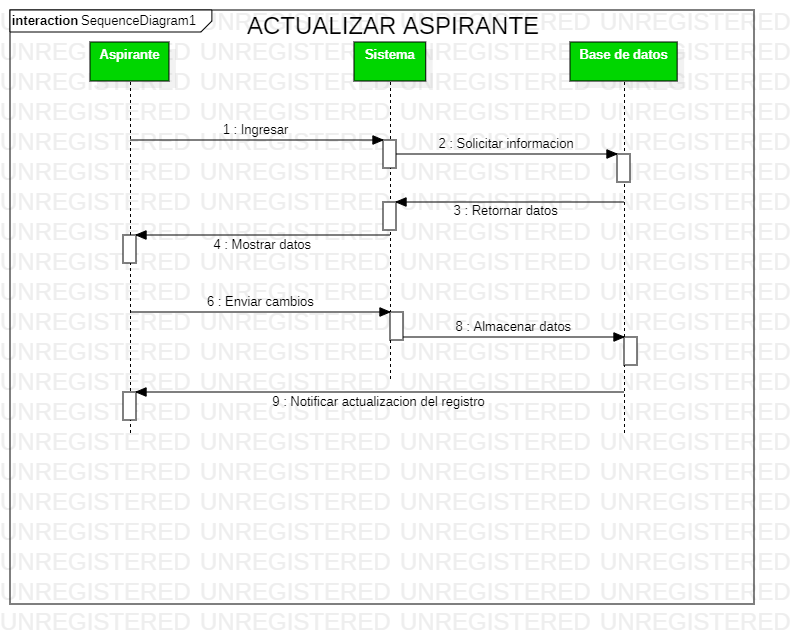 interaction SequenceDiagram1
ACTUALIZAR ASPIRANTE
Aspirante
Sistema
Base de datos
1 : Ingresar
2 : Solicitar informacion
3 : Retornar datos
4 : Mostrar datos
6 : Enviar cambios
8 : Almacenar datos
9 : Notificar actualizacion del registro
UNREGISTERED UNREGISTERED UNREGISTERED UNREGISTERED